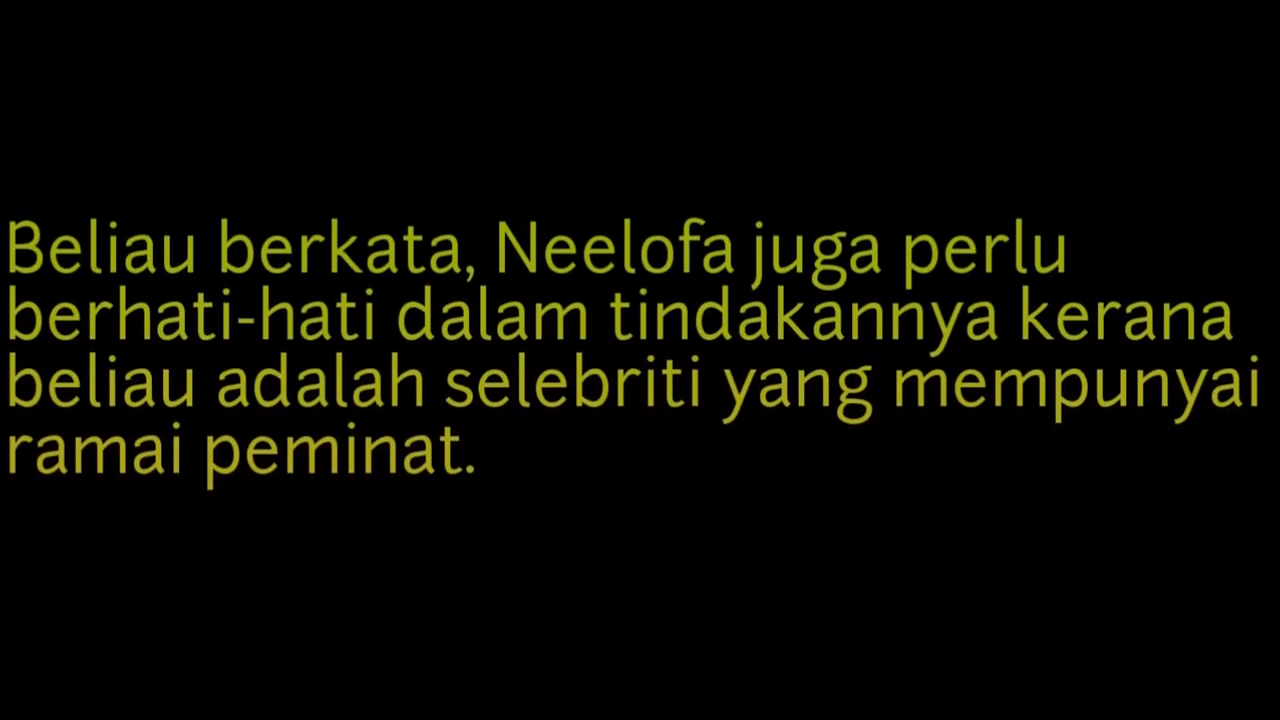 Beliau berkata, Neelofa juga perlu
berhati-hati dalam tindakannya kerana
beliau adalah selebriti yang mempunyai
ramai peminat.